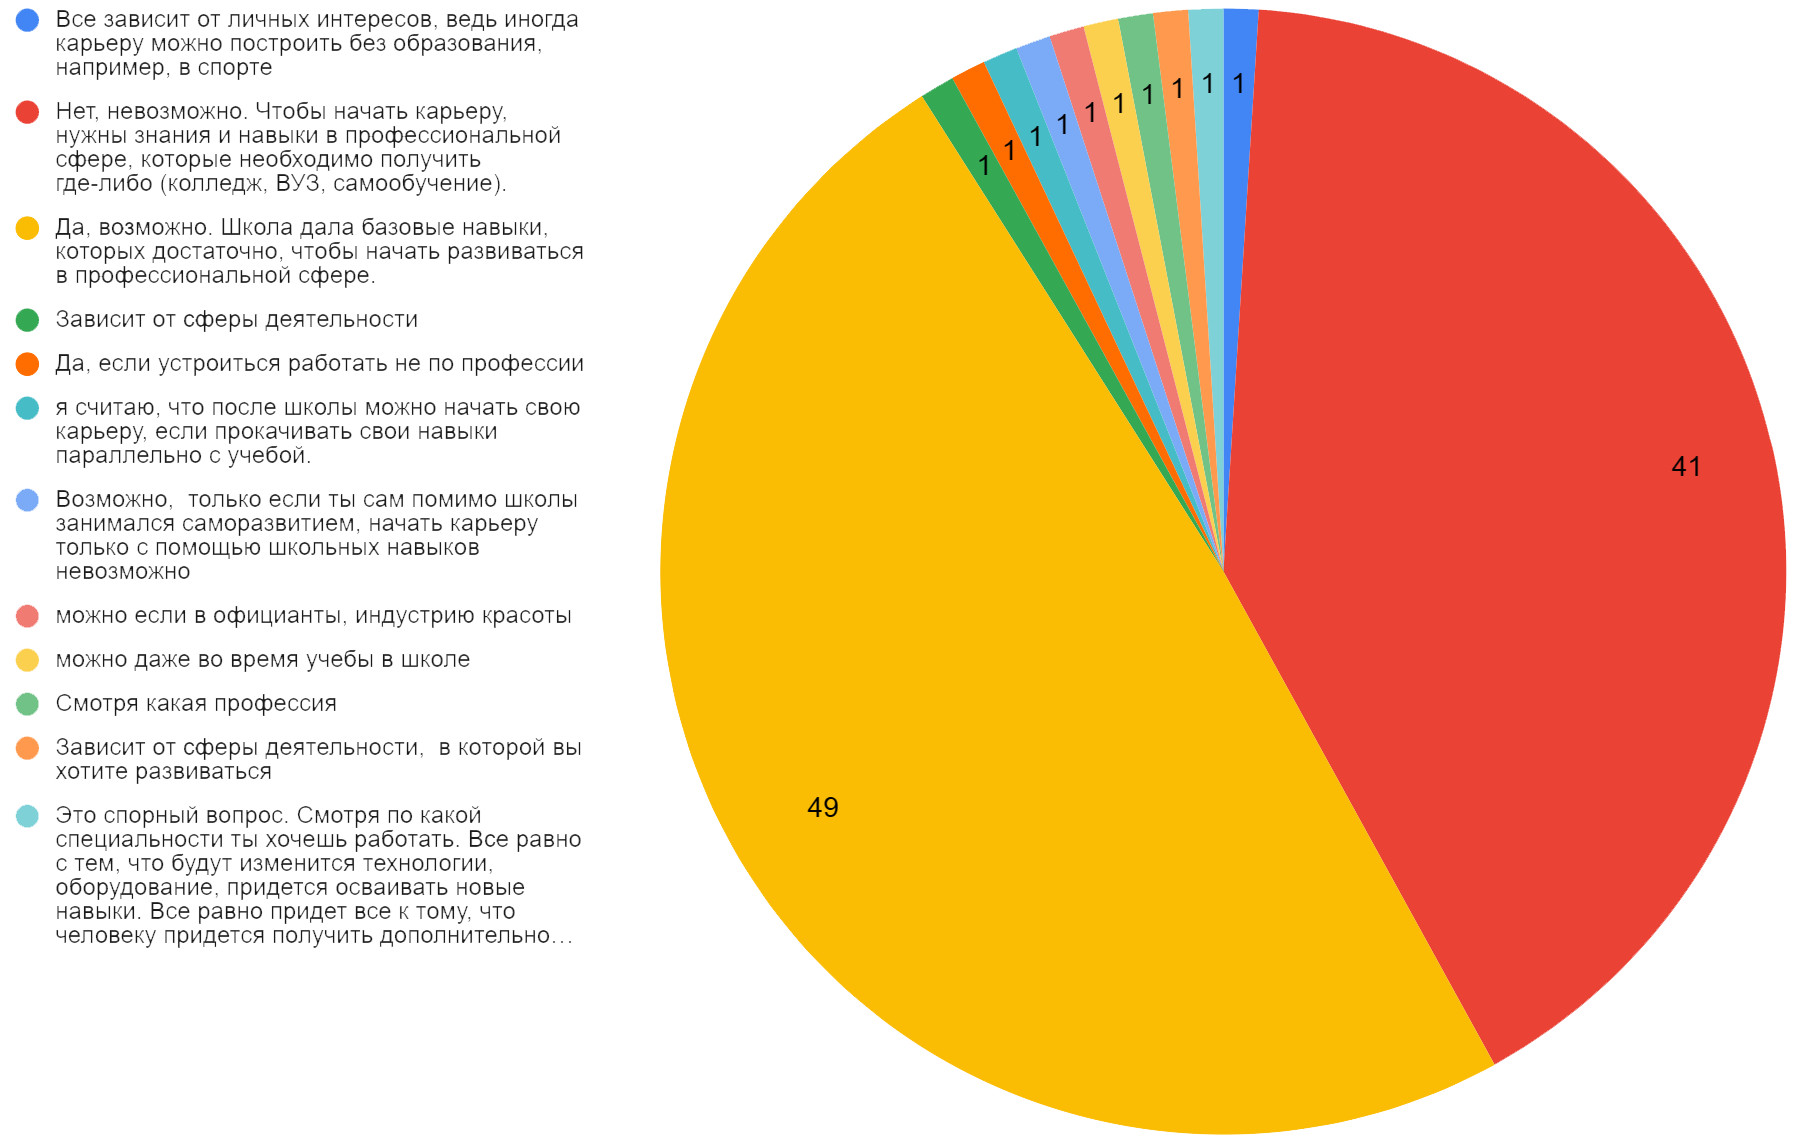 Все зависит от личных интересов, ведь иногда
карьеру можно построить без образования,
например, в спорте
Нет, невозможно. Чтобы начать карьеру,
нужны знания и навыки в профессиональной
сфере, которые необходимо получить
где-либо (колледж, ВУЗ, самообучение).
Да, возможно. Школа дала базовые навыки,
которых достаточно, чтобы начать развиваться
в профессиональной сфере.
Зависит от сферы деятельности
Да, если устроиться работать не по профессии
я считаю, что после школы можно начать свою
карьеру, если прокачивать свои навыки
параллельно с учебой.
Возможно,  только если ты сам помимо школы
занимался саморазвитием, начать карьеру
только с помощью школьных навыков
невозможно
можно если в официанты, индустрию красоты
можно даже во время учебы в школе
Смотря какая профессия
Зависит от сферы деятельности,  в которой вы
хотите развиваться
Это спорный вопрос. Смотря по какой
специальности ты хочешь работать. Все равно
с тем, что будут изменится технологии,
оборудование, придется осваивать новые
навыки. Все равно придет все к тому, что
человеку придется получить дополнительно…
1
1
1
1
1
1
1
1
1
1
41
49